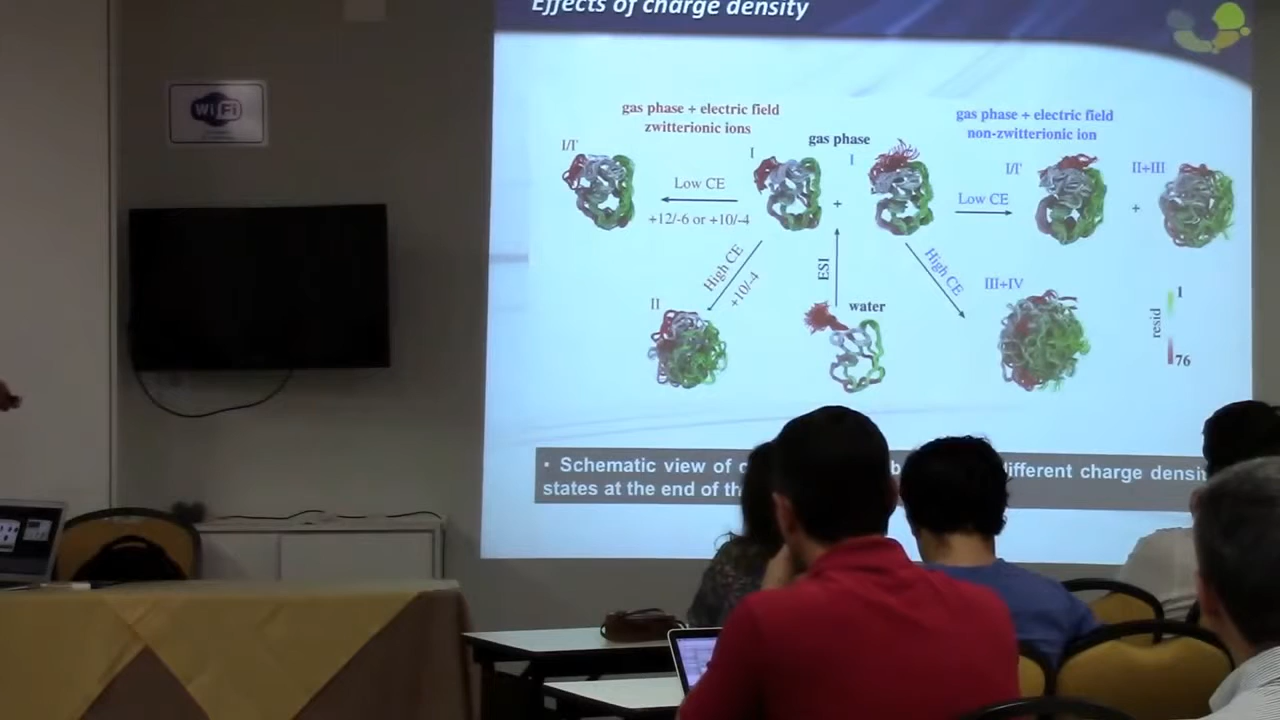 Effects of charge density
WiFi
gas phase + electric field
zwitterionic ions
gas phase
gas phase + electric field
non-zwitterionic ion
I/I'
I
I
I/I'
II+III
Low CE
+
Low CE
+
+12/-6 or +10/-4
High CE
+10/-4
ESI
High CE
II
water
III+IV
resid
1
76
• Schematic view of
different charge
states at the end of